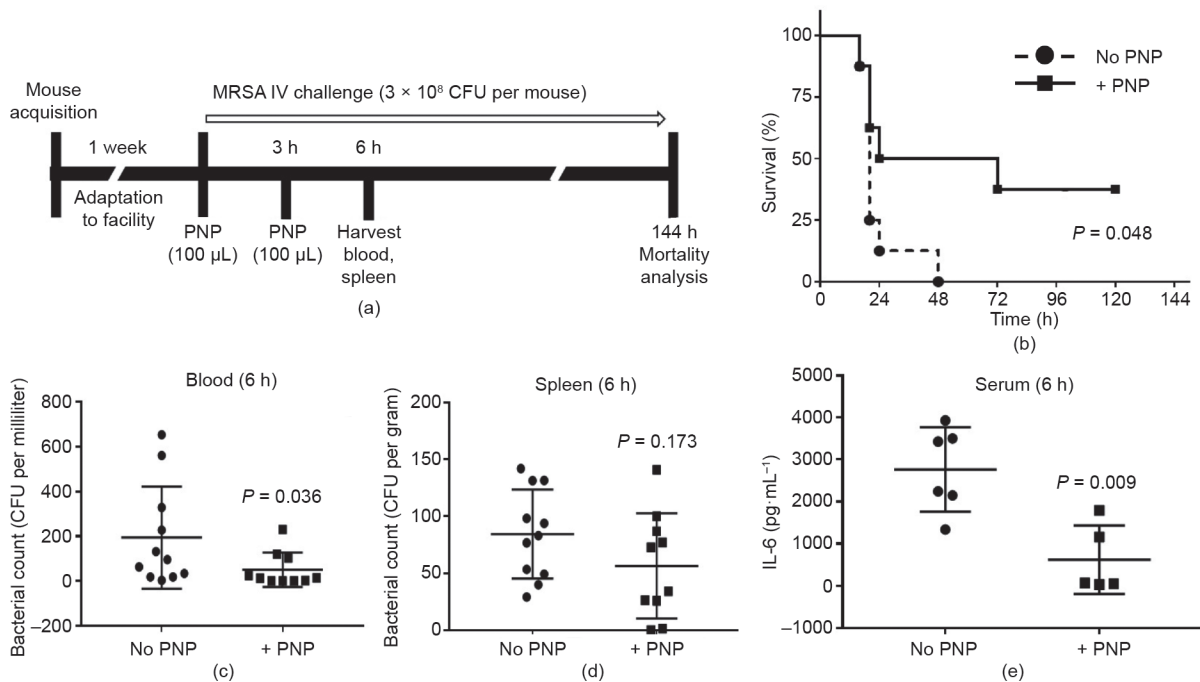 Mouse
acquisition
MRSA IV challenge (3 × 10⁸ CFU per mouse)
1 week
3 h
6 h
Adaptation
to facility
PNP
(100 μL)
PNP
(100 μL)
Harvest
blood,
spleen
144 h
Mortality
analysis
(a)
Survival (%)
100
75
50
25
0
No PNP
+ PNP
P = 0.048
0 24 48 72 96 120 144
Time (h)
(b)
Blood (6 h)
Bacterial count (CFU per milliliter)
800
600
400
200
0
–200
P = 0.036
No PNP + PNP
(c)
Spleen (6 h)
Bacterial count (CFU per gram)
200
150
100
50
0
P = 0.173
No PNP + PNP
(d)
Serum (6 h)
IL-6 (pg·mL⁻¹)
5000
4000
3000
2000
1000
0
–1000
P = 0.009
No PNP + PNP
(e)